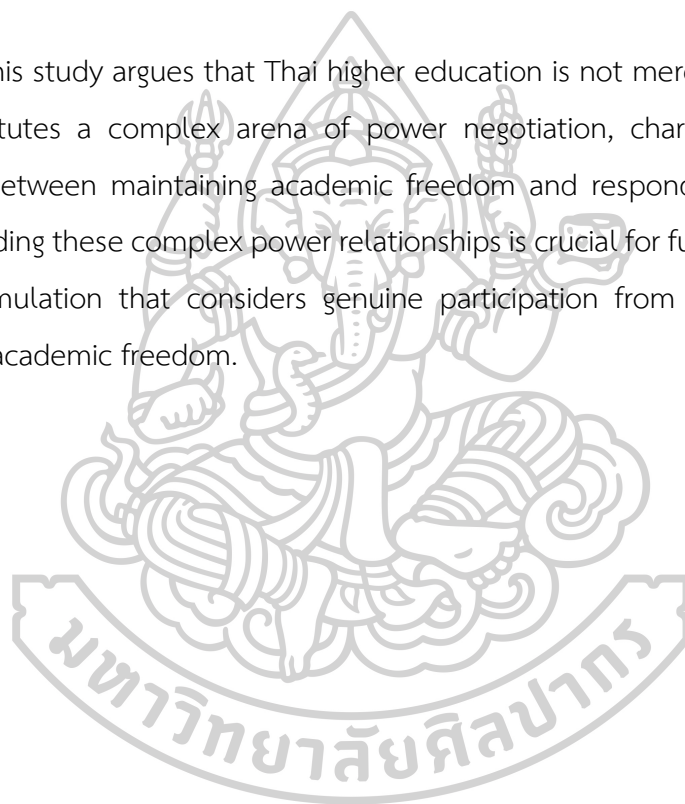 his study argues that Thai higher education is not mere
tutes a complex arena of power negotiation, char
between maintaining academic freedom and respond
ding these complex power relationships is crucial for fu
mulation that considers genuine participation from
academic freedom.
มหาวิทยาลัยศิลปากร